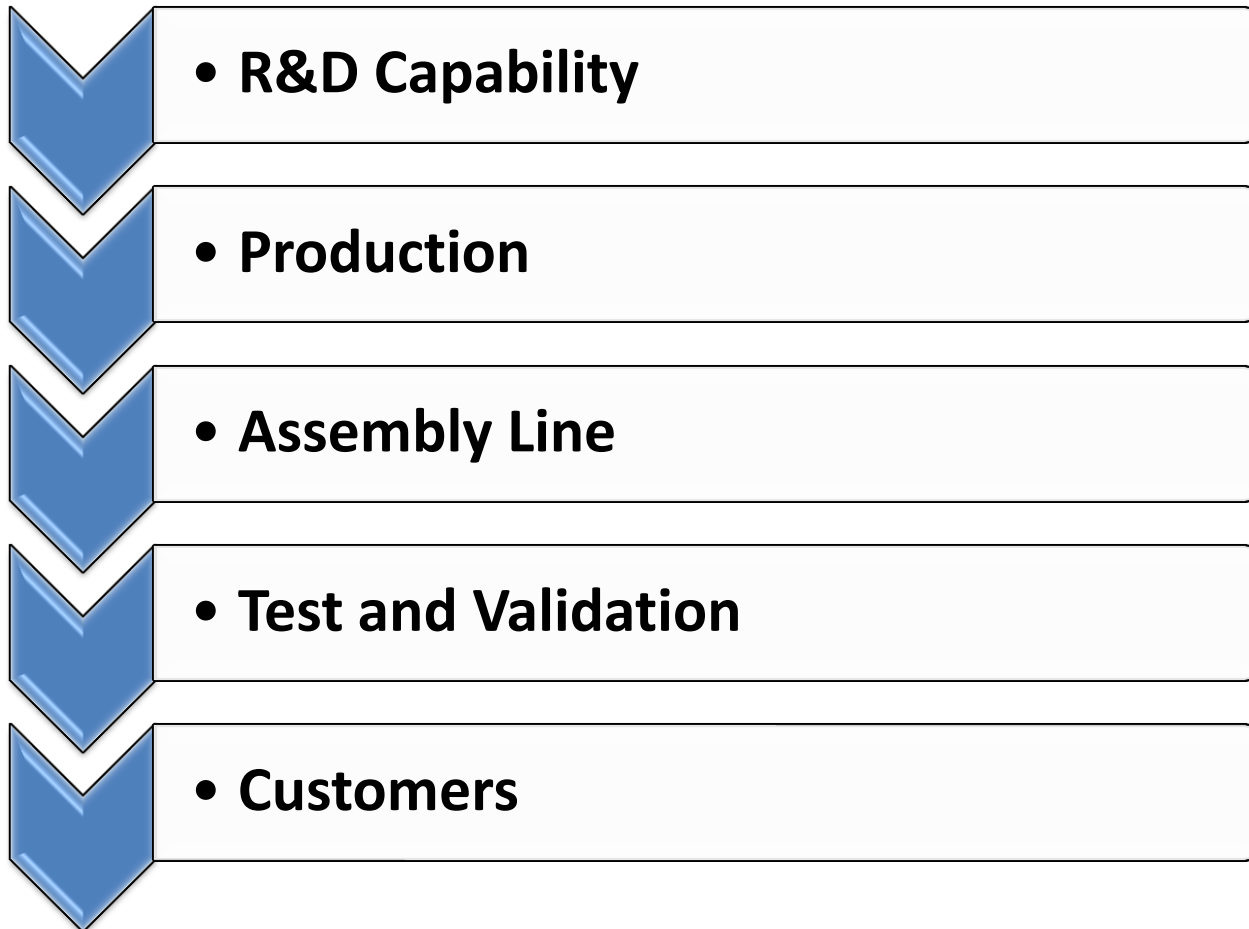 • R&D Capability
• Production
• Assembly Line
• Test and Validation
• Customers